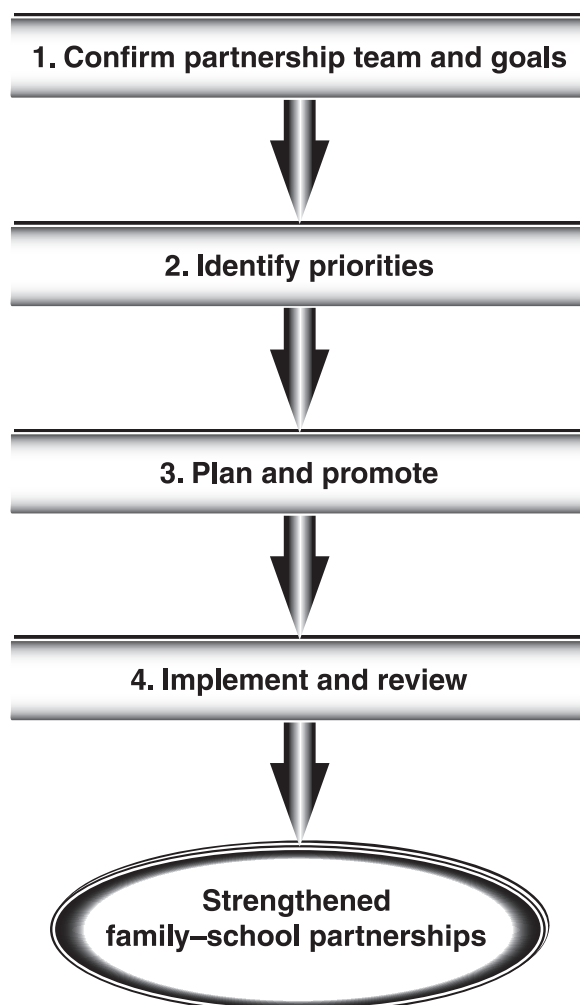 1. Confirm partnership team and goals
2. Identify priorities
3. Plan and promote
4. Implement and review
Strengthened
family–school partnerships